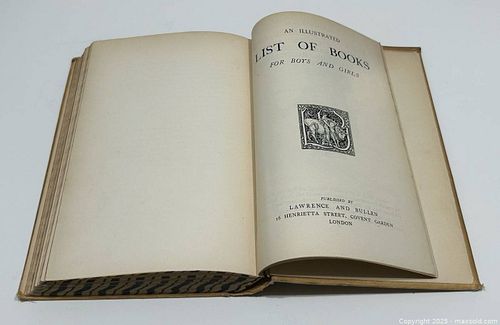 AN ILLUSTRATED
LIST OF BOOKS
FOR BOYS AND GIRLS
PUBLISHED BY
LAWRENCE AND BULLEN
16 HENRIETTA STREET, COVENT GARDEN
LONDON
Copyright 2025 - maxsold.com